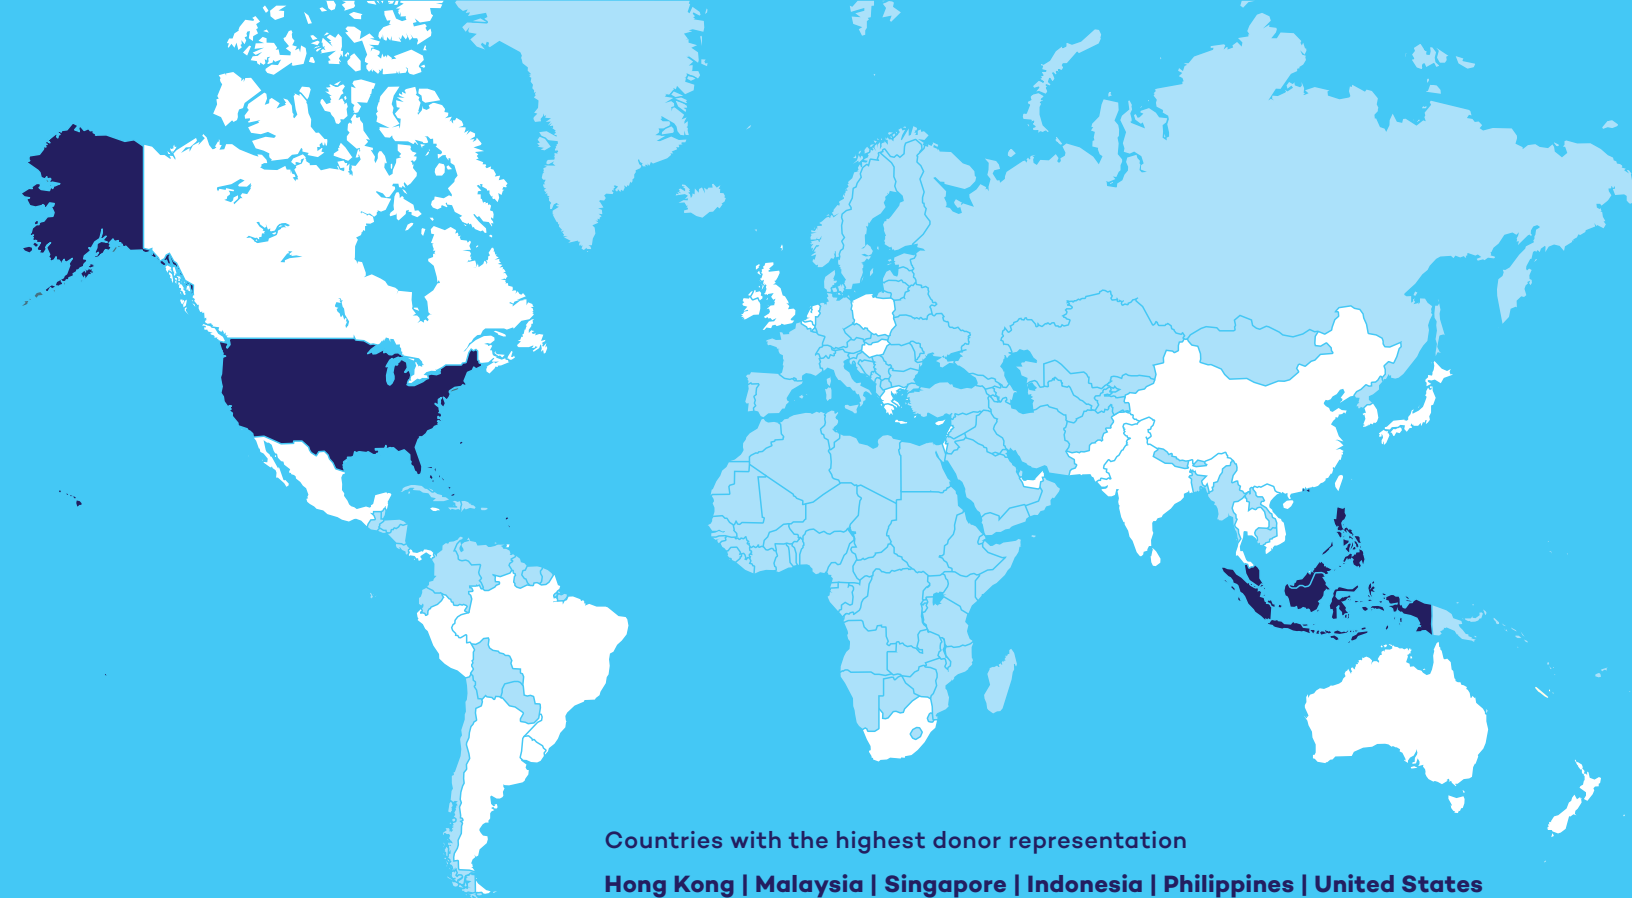 Countries with the highest donor representation
Hong Kong | Malaysia | Singapore | Indonesia | Philippines | United States